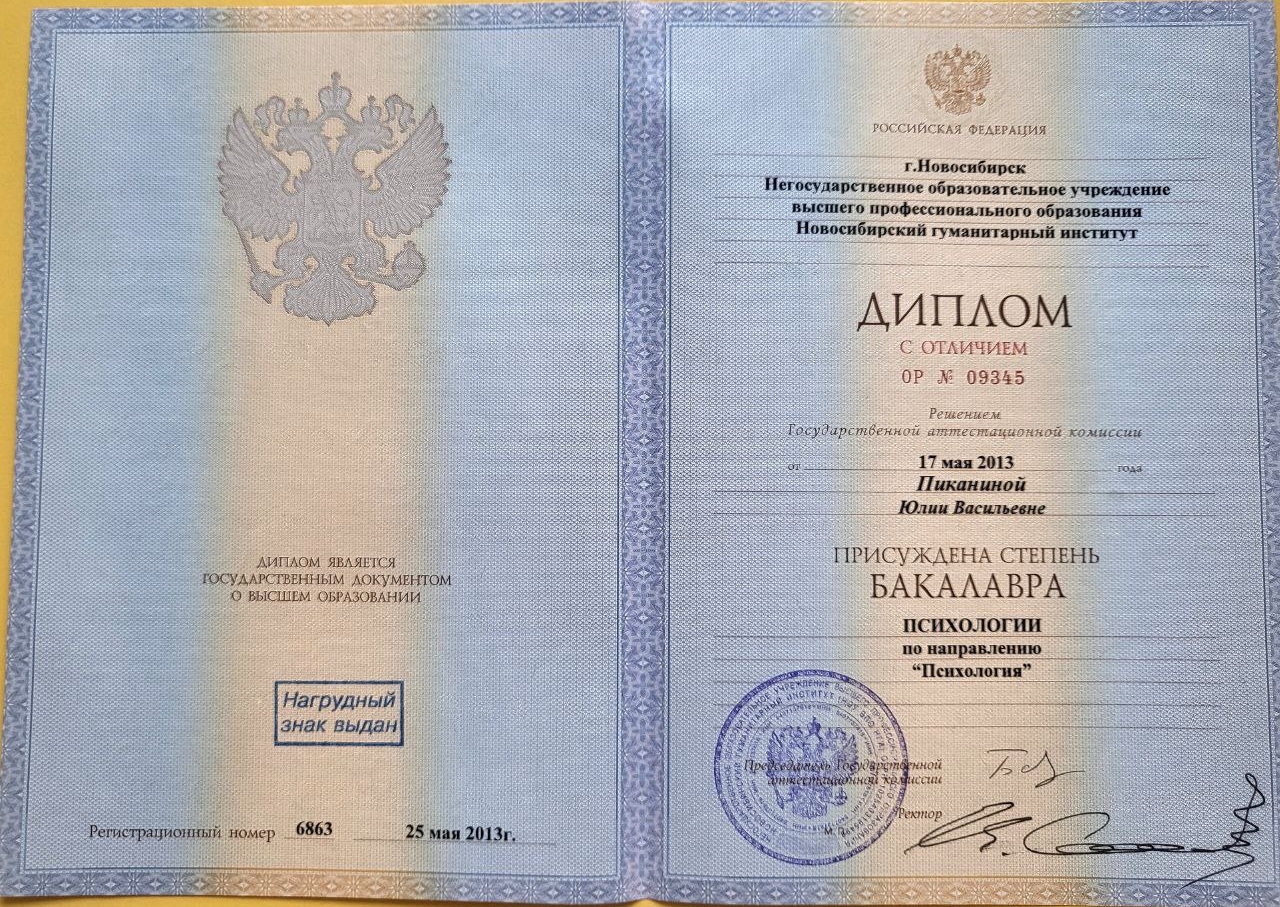 ДИПЛОМ ЯВЛЯЕТСЯ
ГОСУДАРСТВЕННЫМ ДОКУМЕНТОМ
О ВЫСШЕМ ОБРАЗОВАНИИ
Нагрудный
знак выдан
Регистрационный номер 6863 25 мая 2013г.
РОССИЙСКАЯ ФЕДЕРАЦИЯ
г.Новосибирск
Негосударственное образовательное учреждение
высшего профессионального образования
Новосибирский гуманитарный институт
ДИПЛОМ
С ОТЛИЧИЕМ
ОР № 09345
Решением
Государственной аттестационной комиссии
от 17 мая 2013 года
Пиканиной
Юлии Васильевне
ПРИСУЖДЕНА СТЕПЕНЬ
БАКАЛАВРА
ПСИХОЛОГИИ
по направлению
“Психология”
Председатель Государственной
аттестационной комиссии
Ректор
М.П.